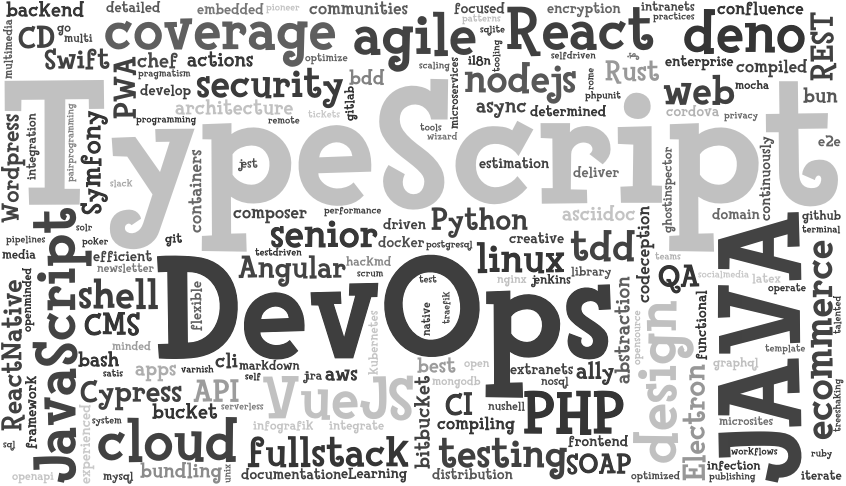 backend
detailed
embedded
pioneer
communities
focused
patterns
encryption
intranets
practices
confluence
multimedia
CD
go
multi
coverage
agile
sqlite
tooling
React
deno
REST
Swift
chef
actions
optimize
scaling
i18n
selfdriven
enterprise
compiled
PWA
pragmatism
develop
security
bdd
gitlab
microservices
nodejs
rome
phpunit
Rust
web
mocha
bun
architecture
programming
remote
tickets
async
determined
cordova
privacy
TypeScript
Wordpress
integration
pairprogramming
Symfony
tools
wizard
e2e
slack
containers
jest
estimation
deliver
ghostinspector
continuously
composer
performance
asciidoc
domain
github
terminal
JavaScript
solr
pipelines
poker
git
senior
driven
docker
Python
postgresql
creative
tdd
codeception
JAVA
media
efficient
newsletter
testdriven
Angular
hackmd
scrum
linux
nginx
jenkins
library
teams
QA
socialmedia
latex
operate
ecommerce
talented
ReactNative
openminded
shell
DevOps
flexible
test
native
traefik
CMS
minded
kubernetes
abstraction
opensource
design
functional
template
bash
satis
apps
varnish
cli
markdown
self
jira
aws
best
open
mongodb
extranets
nosql
ally
graphql
treeshaking
framework
Cypress
API
VueJS
bitbucket
nushell
Electron
bucket
serverless
CI
PHP
microsites
sql
experienced
system
infografik
integrate
compiling
cloud
fullstack
testing
frontend
workflows
ruby
openapi
mysql
bundling
unix
documentation
eLearning
distribution
SOAP
optimized
infection
publishing
iterate